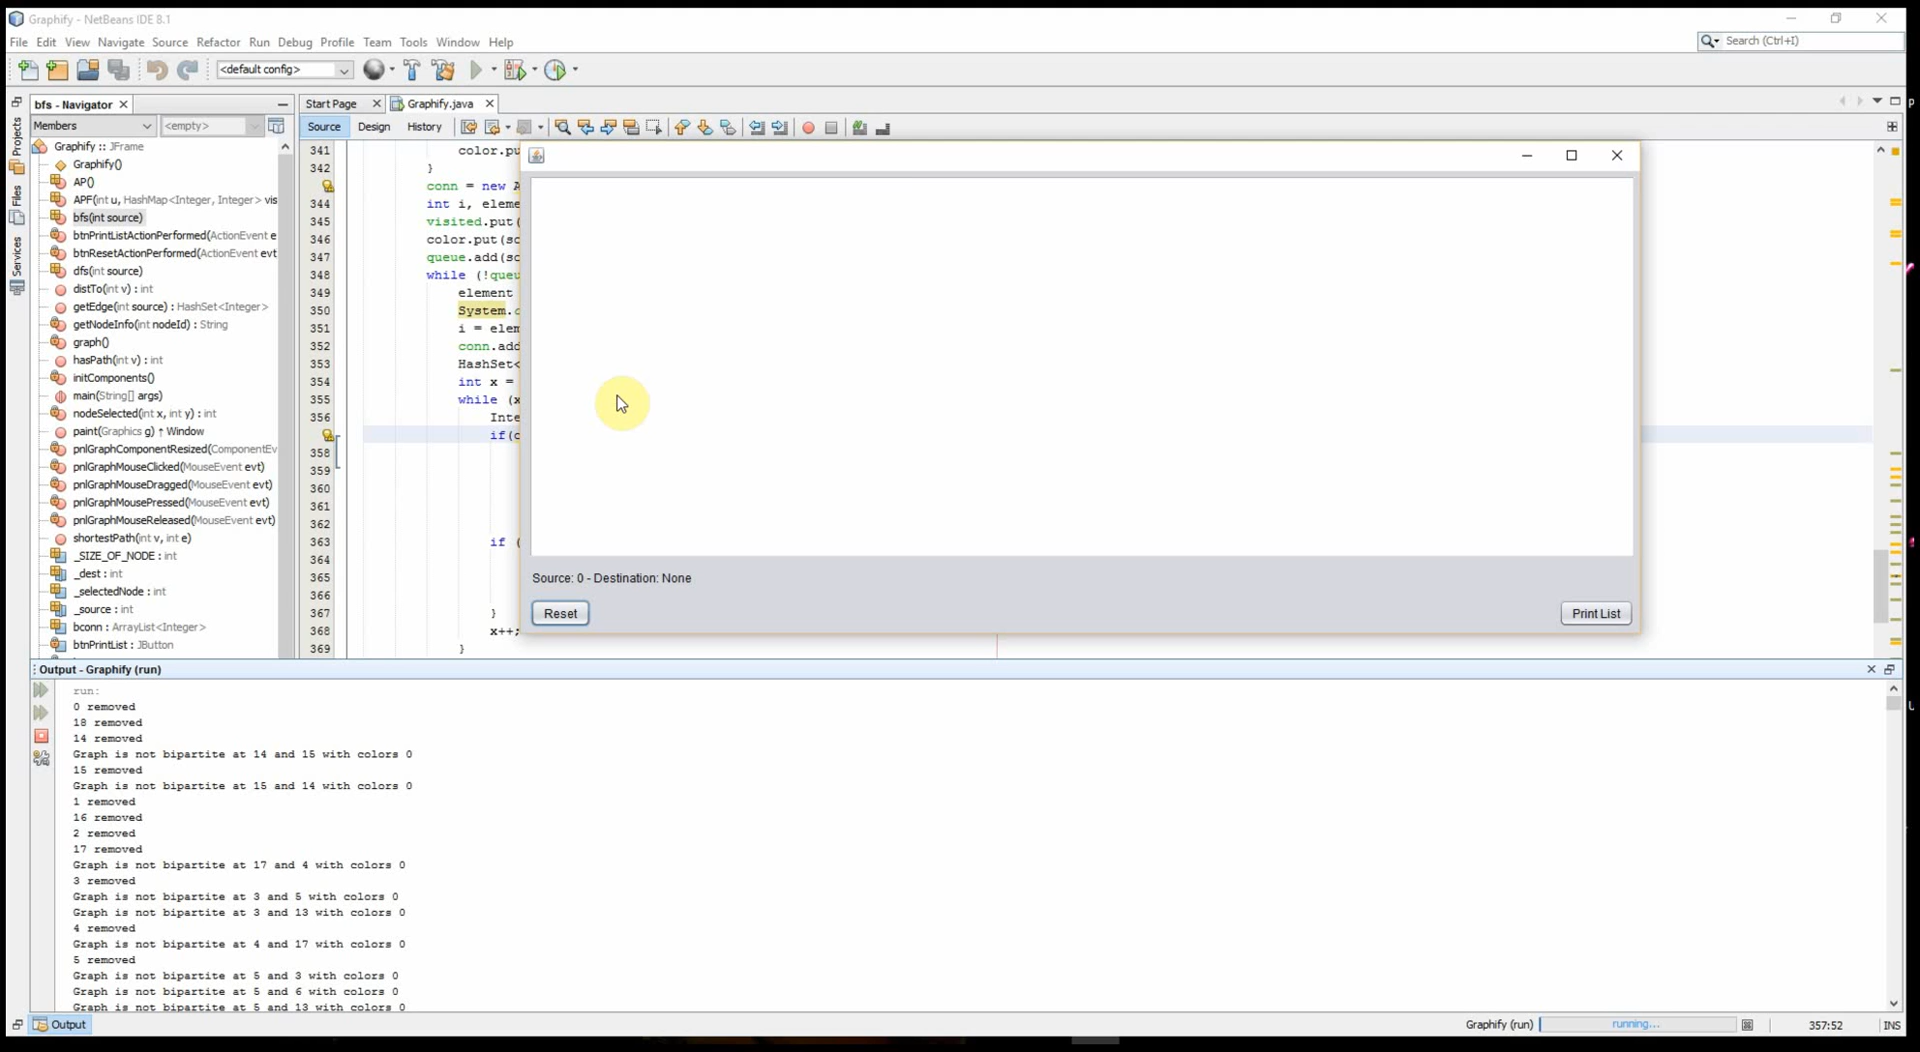 Graphify - NetBeans IDE 8.1
File Edit View Navigate Source Refactor Run Debug Profile Team Tools Window Help
Search (Ctrl+I)
<default config>
bfs - Navigator
Start Page
Graphify.java
Members
<empty>
Source Design History
Projects
Files
Services
Graphify :: JFrame
Graphify()
AP()
APF(int u, HashMap<Integer, Integer> vis
bfs(int source)
btnPrintListActionPerformed(ActionEvent e
btnResetActionPerformed(ActionEvent evt
dfs(int source)
distTo(int v) : int
getEdge(int source) : HashSet<Integer>
getNodeInfo(int nodeId) : String
graph()
hasPath(int v) : int
initComponents()
main(String[] args)
nodeSelected(int x, int y) : int
paint(Graphics g) ↑ Window
pnlGraphComponentResized(ComponentEv
pnlGraphMouseClicked(MouseEvent evt)
pnlGraphMouseDragged(MouseEvent evt)
pnlGraphMousePressed(MouseEvent evt)
pnlGraphMouseReleased(MouseEvent evt)
shortestPath(int v, int e)
_SIZE_OF_NODE : int
_dest : int
_selectedNode : int
_source : int
bconn : ArrayList<Integer>
btnPrintList : JButton
341 color.pu
342 }
conn = new A
344 int i, eleme
345 visited.put(
346 color.put(so
347 queue.add(so
348 while (!queu
349 element
350 System.o
351 i = elem
352 conn.add
353 HashSet<
354 int x =
355 while (x
356 Inte
if(c
358
359
360
361
362
363 if (
364
365
366
367 }
368 x++;
369 }
Source: 0 - Destination: None
Reset
Print List
Output - Graphify (run)
run:
0 removed
18 removed
14 removed
Graph is not bipartite at 14 and 15 with colors 0
15 removed
Graph is not bipartite at 15 and 14 with colors 0
1 removed
16 removed
2 removed
17 removed
Graph is not bipartite at 17 and 4 with colors 0
3 removed
Graph is not bipartite at 3 and 5 with colors 0
Graph is not bipartite at 3 and 13 with colors 0
4 removed
Graph is not bipartite at 4 and 17 with colors 0
5 removed
Graph is not bipartite at 5 and 3 with colors 0
Graph is not bipartite at 5 and 6 with colors 0
Graph is not bipartite at 5 and 13 with colors 0
Output
Graphify (run)
running...
357:52
INS